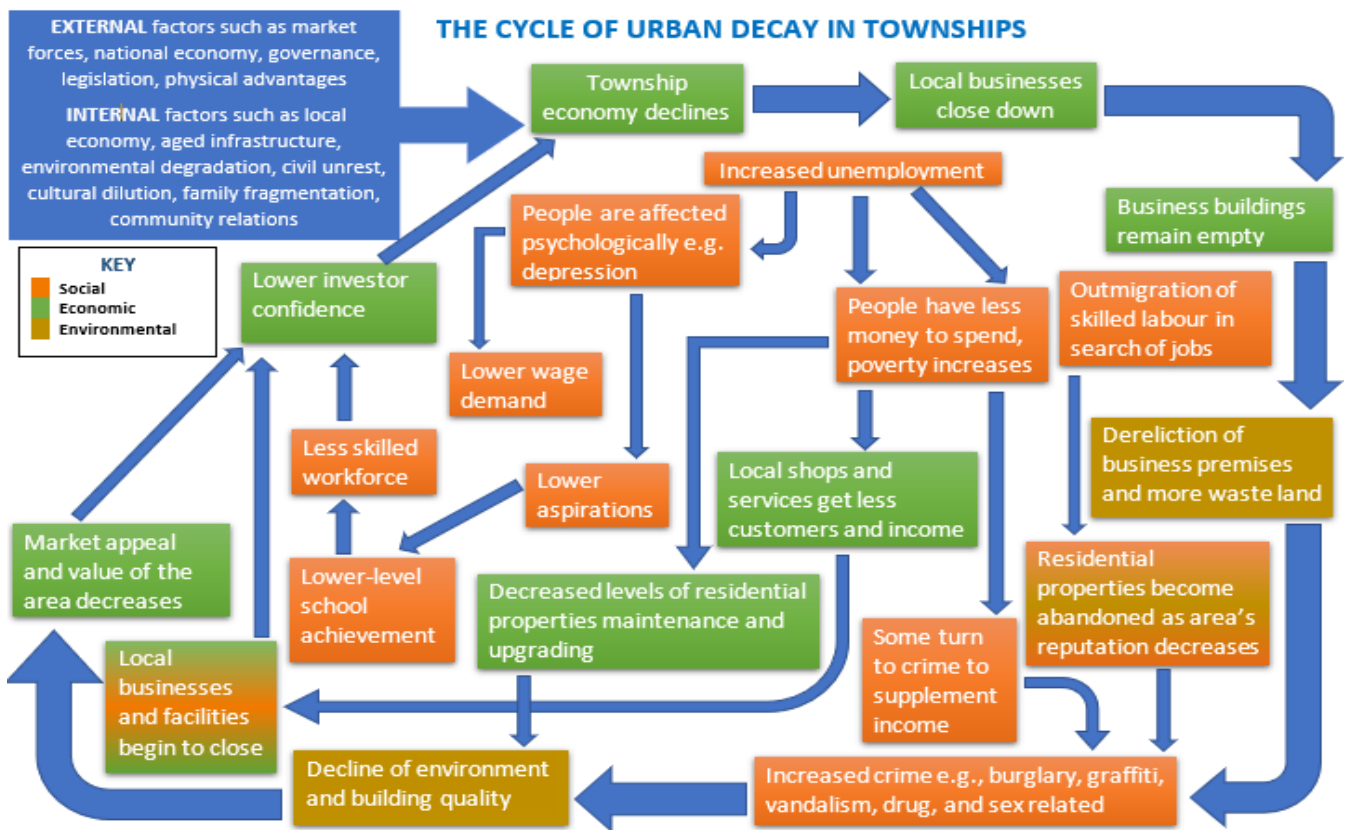 THE CYCLE OF URBAN DECAY IN TOWNSHIPS
EXTERNAL factors such as market
forces, national economy, governance,
legislation, physical advantages
INTERNAL factors such as local
economy, aged infrastructure,
environmental degradation, civil unrest,
cultural dilution, family fragmentation,
community relations
Township
economy declines
Local businesses
close down
Increased unemployment
People are affected
psychologically e.g.
depression
Business buildings
remain empty
KEY
Social
Economic
Environmental
Lower investor
confidence
People have less
money to spend,
poverty increases
Outmigration of
skilled labour in
search of jobs
Lower wage
demand
Less skilled
workforce
Lower
aspirations
Local shops and
services get less
customers and income
Dereliction of
business premises
and more waste land
Market appeal
and value of the
area decreases
Lower-level
school
achievement
Decreased levels of residential
properties maintenance and
upgrading
Residential
properties become
abandoned as area's
reputation decreases
Some turn
to crime to
supplement
income
Local
businesses
and facilities
begin to close
Decline of environment
and building quality
Increased crime e.g., burglary, graffiti,
vandalism, drug, and sex related